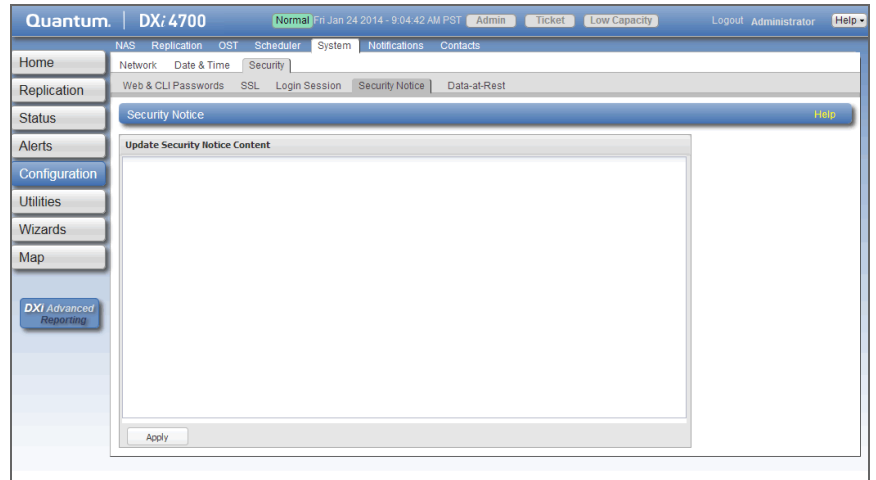 Quantum. DXi 4700 Normal Fri Jan 24 2014 - 9:04:42 AM PST Admin Ticket Low Capacity Logout Administrator Help
NAS Replication OST Scheduler System Notifications Contacts
Home
Network Date & Time Security
Replication
Web & CLI Passwords SSL Login Session Security Notice Data-at-Rest
Status
Security Notice Help
Alerts
Update Security Notice Content
Configuration
Utilities
Wizards
Map
DXi Advanced
Reporting
Apply